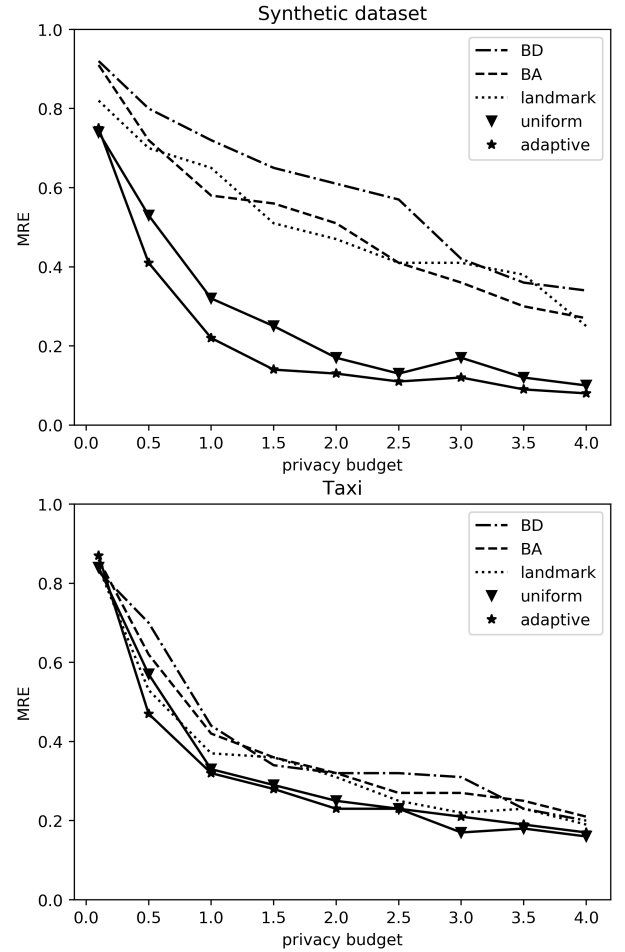 Synthetic dataset
1.0
0.8
0.6
0.4
0.2
0.0
MRE
BD
BA
landmark
uniform
adaptive
0.0 0.5 1.0 1.5 2.0 2.5 3.0 3.5 4.0
privacy budget
Taxi
1.0
0.8
0.6
0.4
0.2
0.0
MRE
BD
BA
landmark
uniform
adaptive
0.0 0.5 1.0 1.5 2.0 2.5 3.0 3.5 4.0
privacy budget